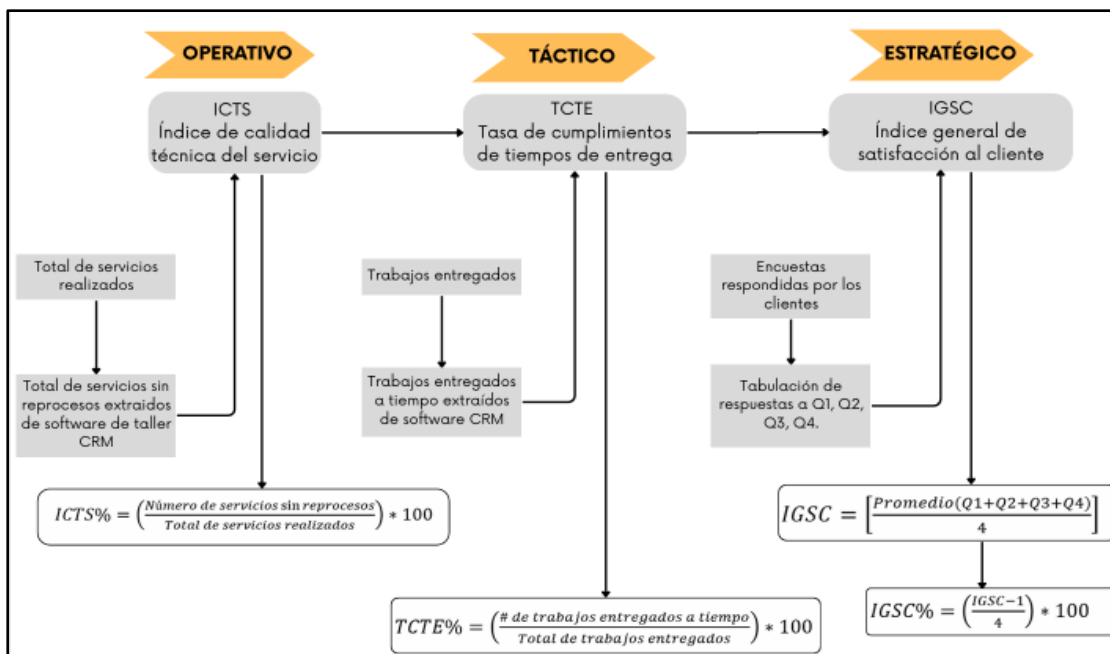 OPERATIVO
TÁCTICO
ESTRATÉGICO
ICTS
Índice de calidad
técnica del servicio
TCTE
Tasa de cumplimientos
de tiempos de entrega
IGSC
Índice general de
satisfacción al cliente
Total de servicios
realizados
Trabajos entregados
Encuestas
respondidas por los
clientes
Total de servicios sin
reprocesos extraidos
de software de taller
CRM
Trabajos entregados
a tiempo extraídos
de software CRM
Tabulación de
respuestas a Q1, Q2,
Q3, Q4.
ICTS% = (Número de servicios sin reprocesos / Total de servicios realizados) * 100
IGSC = [Promedio(Q1+Q2+Q3+Q4) / 4]
TCTE% = (# de trabajos entregados a tiempo / Total de trabajos entregados) * 100
IGSC% = (IGSC−1 / 4) * 100